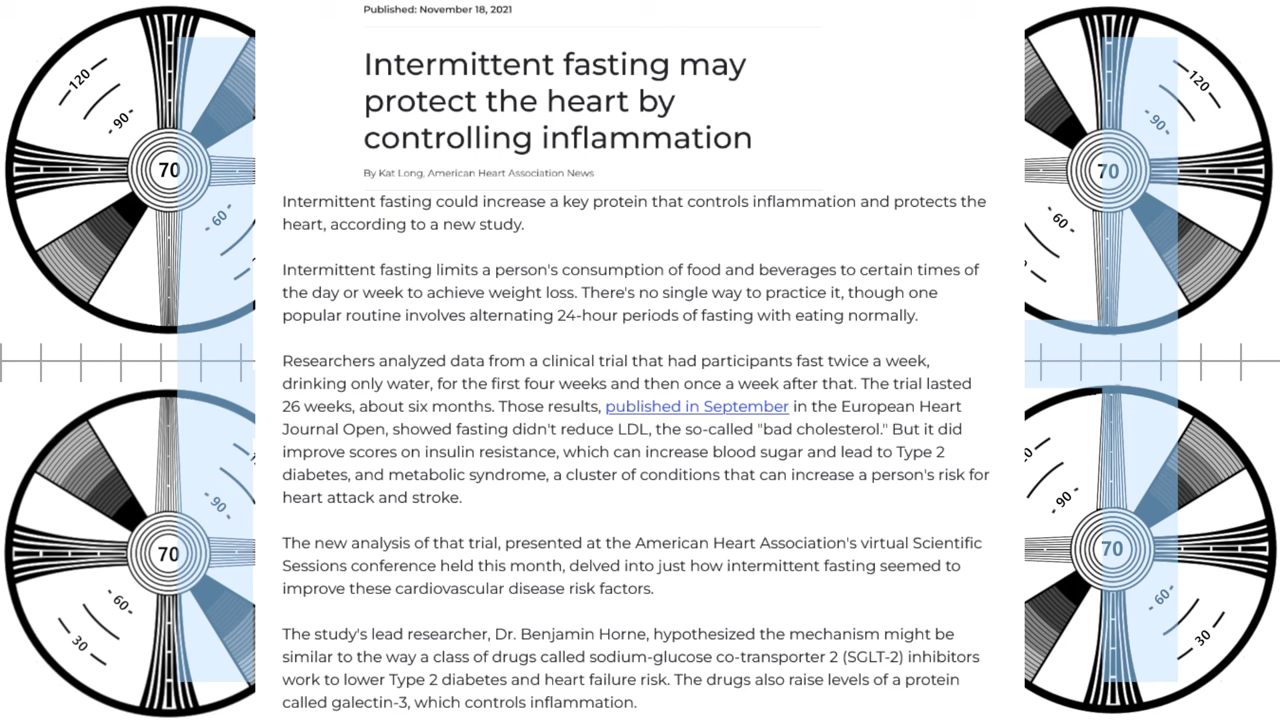 Published: November 18, 2021
Intermittent fasting may
protect the heart by
controlling inflammation
By Kat Long, American Heart Association News
Intermittent fasting could increase a key protein that controls inflammation and protects the
heart, according to a new study.
Intermittent fasting limits a person's consumption of food and beverages to certain times of
the day or week to achieve weight loss. There's no single way to practice it, though one
popular routine involves alternating 24-hour periods of fasting with eating normally.
Researchers analyzed data from a clinical trial that had participants fast twice a week,
drinking only water, for the first four weeks and then once a week after that. The trial lasted
26 weeks, about six months. Those results, published in September in the European Heart
Journal Open, showed fasting didn't reduce LDL, the so-called "bad cholesterol." But it did
improve scores on insulin resistance, which can increase blood sugar and lead to Type 2
diabetes, and metabolic syndrome, a cluster of conditions that can increase a person's risk for
heart attack and stroke.
The new analysis of that trial, presented at the American Heart Association's virtual Scientific
Sessions conference held this month, delved into just how intermittent fasting seemed to
improve these cardiovascular disease risk factors.
The study's lead researcher, Dr. Benjamin Horne, hypothesized the mechanism might be
similar to the way a class of drugs called sodium-glucose co-transporter 2 (SGLT-2) inhibitors
work to lower Type 2 diabetes and heart failure risk. The drugs also raise levels of a protein
called galectin-3, which controls inflammation.
120
- 90 -
70
- 60 -
- 90 -
70
- 60 -
30
120
- 90 -
70
- 60 -
- 90 -
70
- 60 -
30